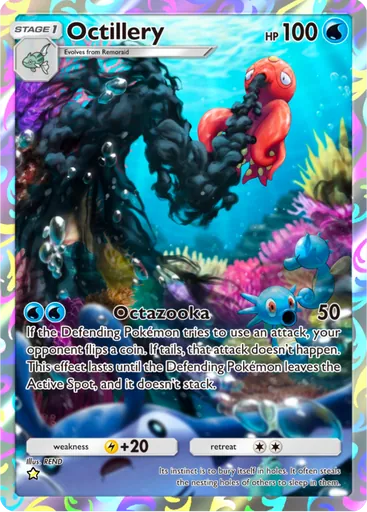 STAGE 1
Octillery
HP 100
Evolves from Remoraid
Octazooka 50
If the Defending Pokémon tries to use an attack, your
opponent flips a coin. If tails, that attack doesn't happen.
This effect lasts until the Defending Pokémon leaves the
Active Spot, and it doesn't stack.
weakness +20 retreat
Illus. REND
Its instinct is to bury itself in holes. It often steals
the nesting holes of others to sleep in them.